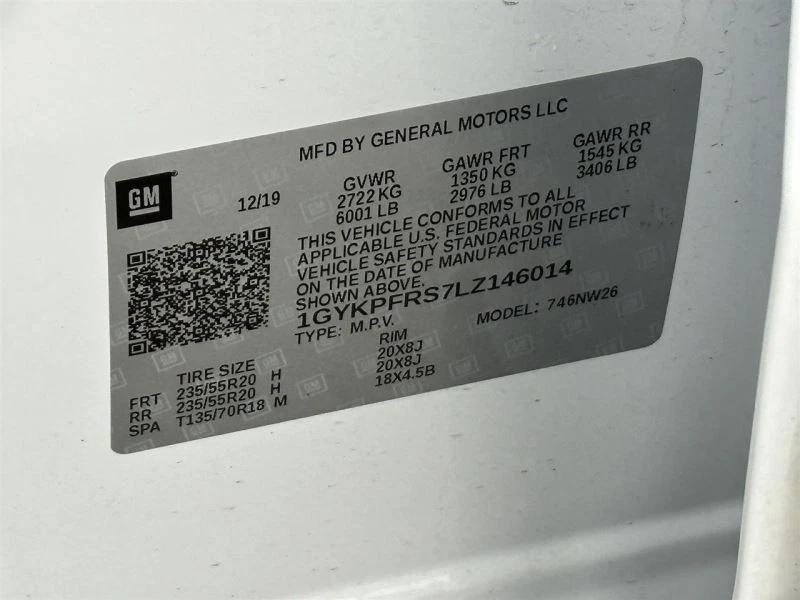 MFD BY GENERAL MOTORS LLC
GM
12/19
GVWR
2722 KG
6001 LB
GAWR FRT
1350 KG
2976 LB
GAWR RR
1545 KG
3406 LB
THIS VEHICLE CONFORMS TO ALL
APPLICABLE U.S. FEDERAL MOTOR
VEHICLE SAFETY STANDARDS IN EFFECT
ON THE DATE OF MANUFACTURE
SHOWN ABOVE.
1GYKPFRS7LZ146014
TYPE: M.P.V. MODEL: 746NW26
TIRE SIZE RIM
FRT 235/55R20 H 20X8J
RR 235/55R20 H 20X8J
SPA T135/70R18 M 18X4.5B